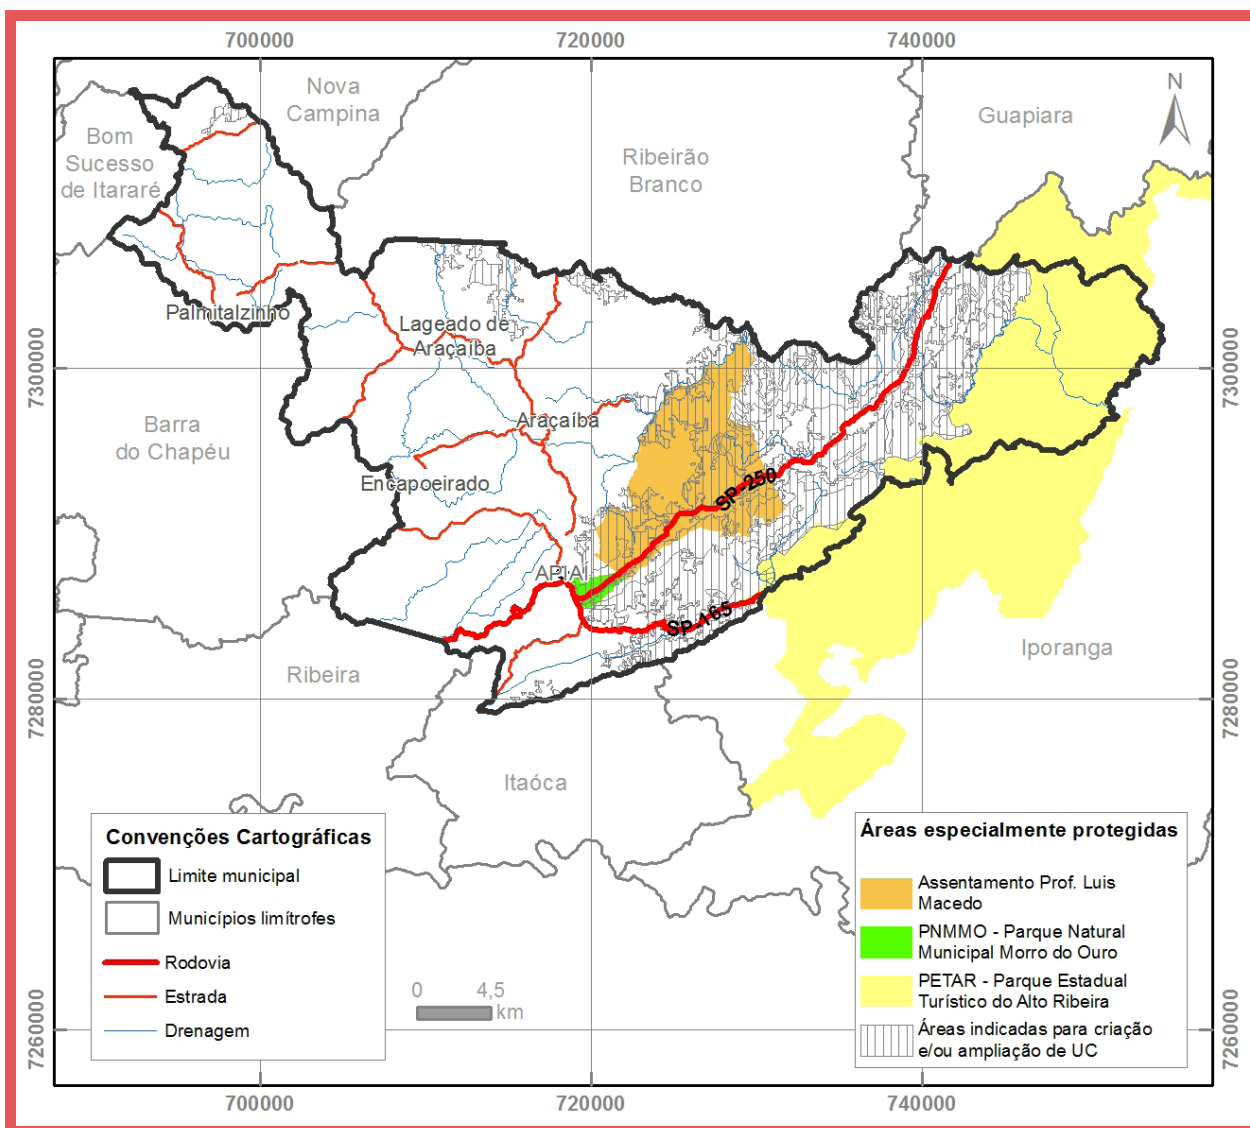 700000
720000
740000
N
Nova
Campina
Guapiara
Bom
Sucesso
de Itararé
Ribeirão
Branco
Palmitalzinho
Lageado de
Araçaíba
7300000
7300000
Araçaíba
Barra
do Chapéu
Encapoeirado
SP-250
APIAI
SP-165
Iporanga
Ribeira
7280000
7280000
Itaóca
Convenções Cartográficas
Limite municipal
Municípios limítrofes
Rodovia
Estrada
Drenagem
0 4,5
km
Áreas especialmente protegidas
Assentamento Prof. Luis
Macedo
PNMMO - Parque Natural
Municipal Morro do Ouro
PETAR - Parque Estadual
Turístico do Alto Ribeira
Áreas indicadas para criação
e/ou ampliação de UC
7260000
7260000
700000
720000
740000